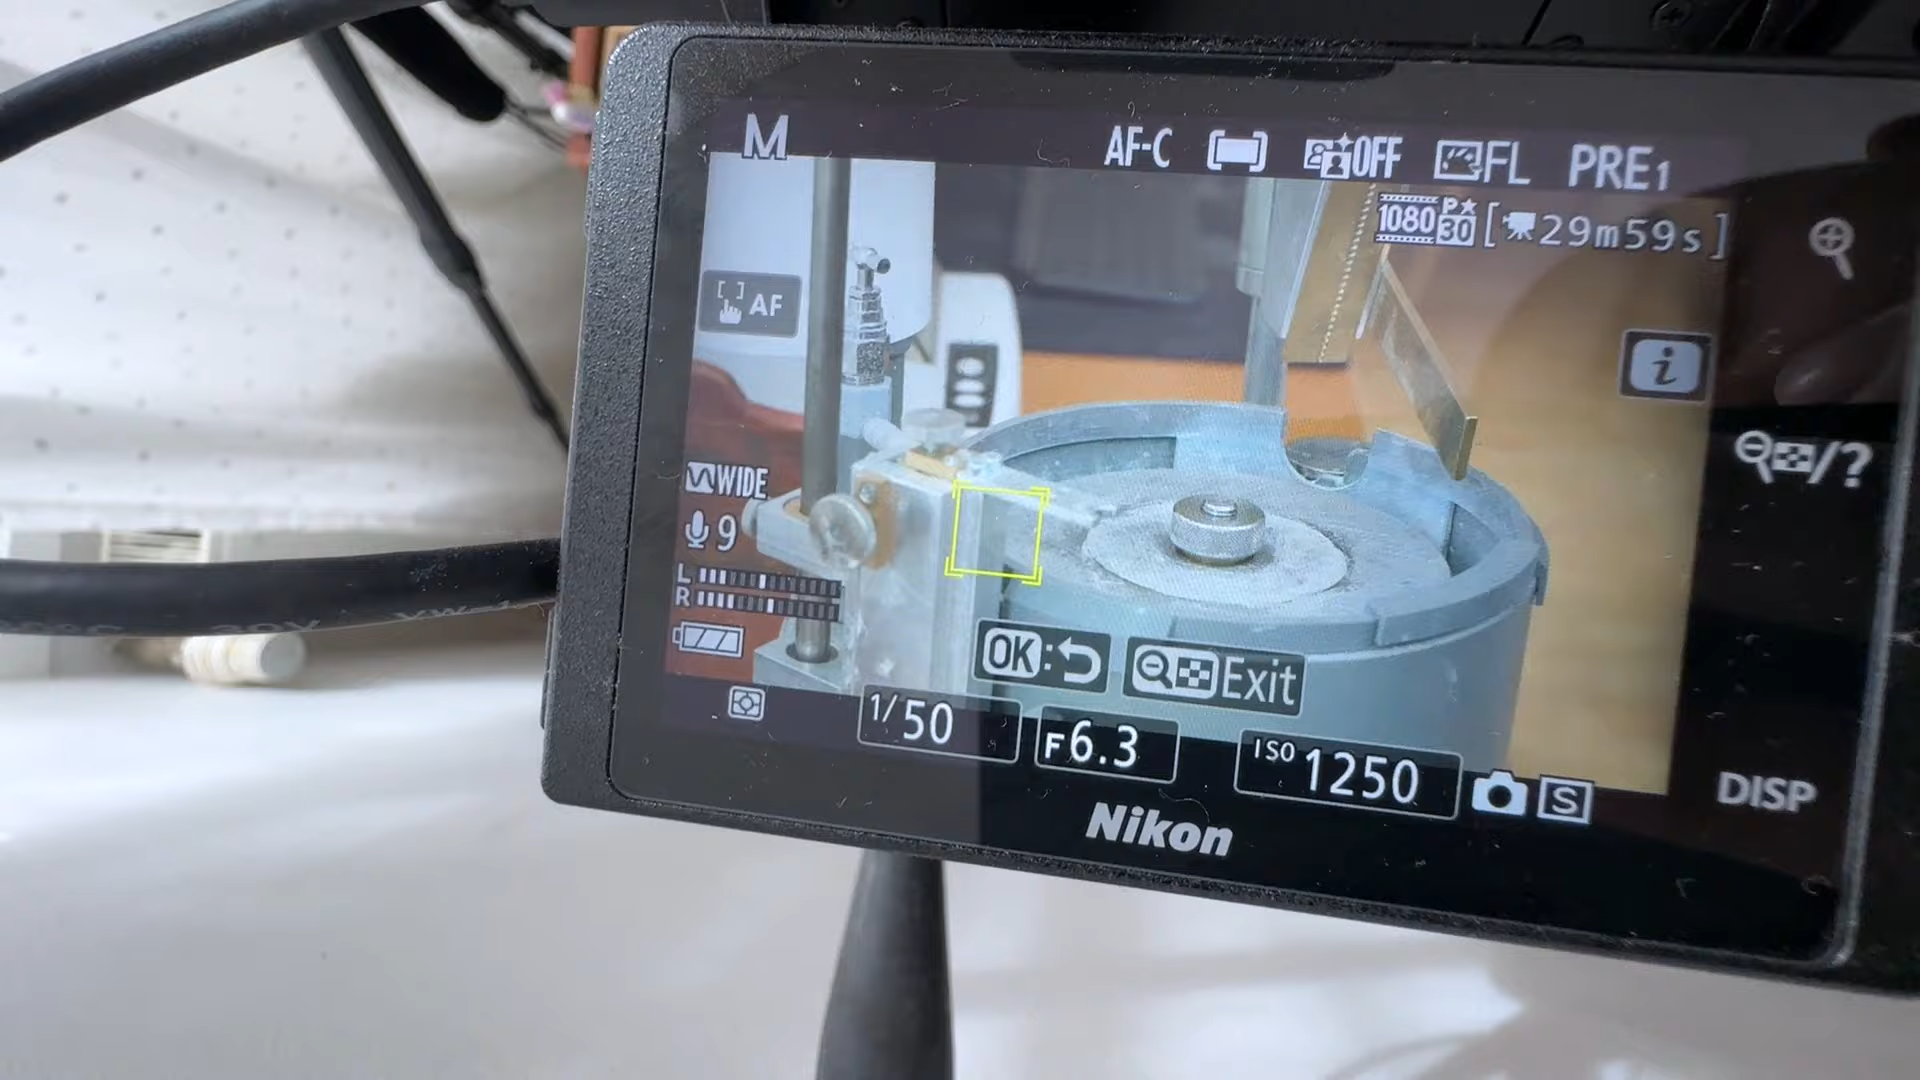 M AF-C OFF FL PRE1
1080 P★ 30 [29m59s]
AF
i
WIDE
9
/?
L
R
OK: Exit
1/50 F6.3 ISO 1250 S
DISP
Nikon